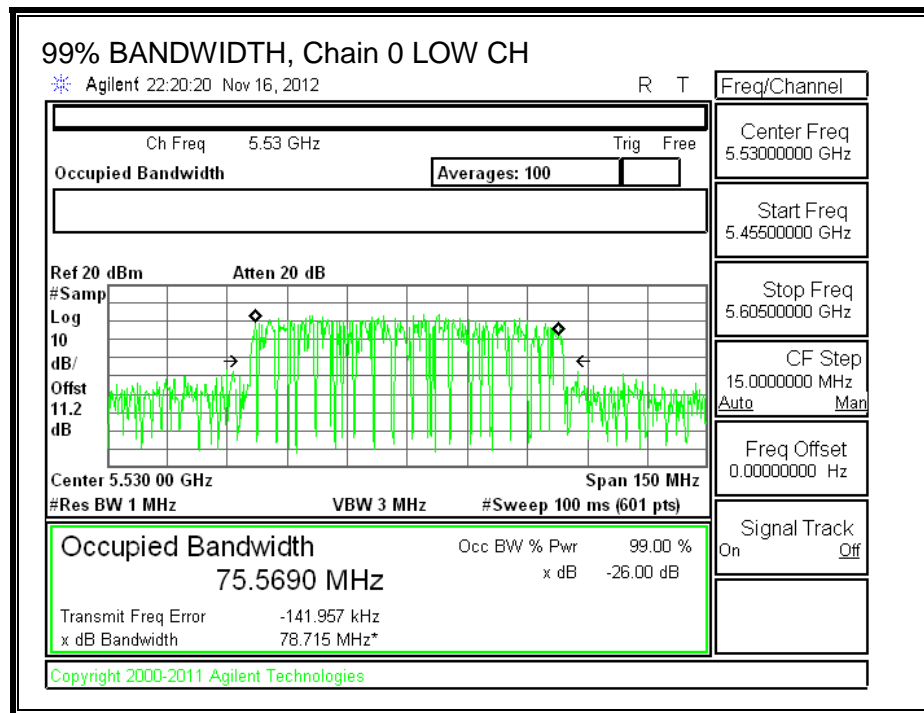 99% BANDWIDTH, Chain 0 LOW CH
Agilent 22:20:20 Nov 16, 2012 R T
Freq/Channel
Ch Freq 5.53 GHz Trig Free
Occupied Bandwidth Averages: 100
Center Freq
5.53000000 GHz
Start Freq
5.45500000 GHz
Ref 20 dBm Atten 20 dB
#Samp
Log
10
dB/
Offst
11.2
dB
Stop Freq
5.60500000 GHz
CF Step
15.0000000 MHz
Auto Man
Freq Offset
0.00000000 Hz
Center 5.530 00 GHz Span 150 MHz
#Res BW 1 MHz VBW 3 MHz #Sweep 100 ms (601 pts)
Signal Track
On Off
Occupied Bandwidth Occ BW % Pwr 99.00 %
75.5690 MHz x dB -26.00 dB
Transmit Freq Error -141.957 kHz
x dB Bandwidth 78.715 MHz*
Copyright 2000-2011 Agilent Technologies